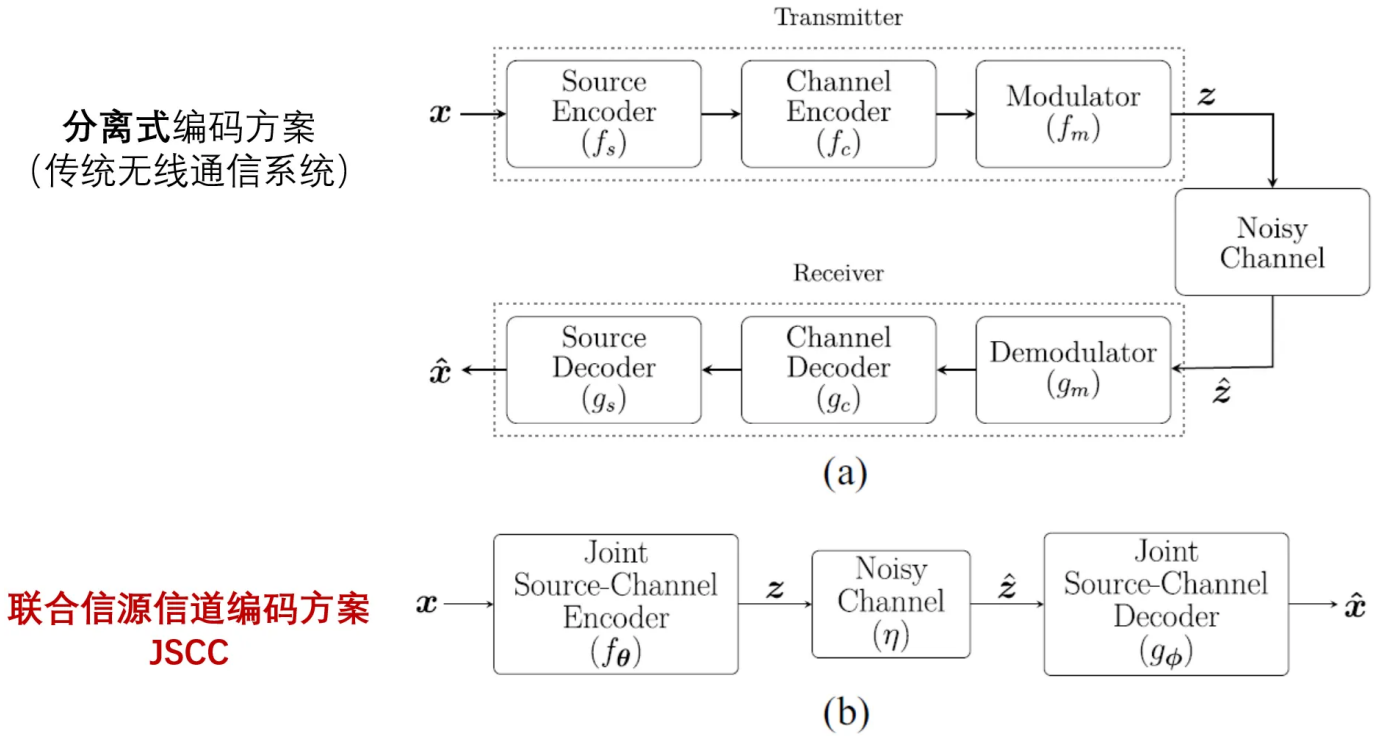 Transmitter
分离式编码方案
（传统无线通信系统）
x
Source
Encoder
(f_s)
Channel
Encoder
(f_c)
Modulator
(f_m)
z
Noisy
Channel
Receiver
x̂
Source
Decoder
(g_s)
Channel
Decoder
(g_c)
Demodulator
(g_m)
ẑ
(a)
联合信源信道编码方案
JSCC
x
Joint
Source-Channel
Encoder
(f_θ)
z
Noisy
Channel
(η)
ẑ
Joint
Source-Channel
Decoder
(g_ϕ)
x̂
(b)